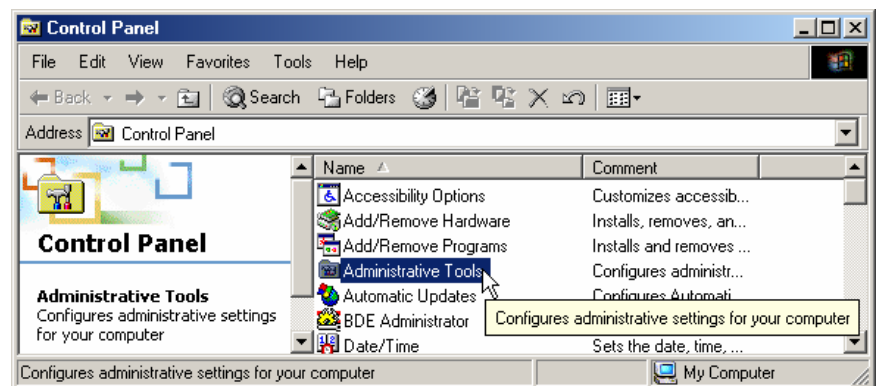 Control Panel
File Edit View Favorites Tools Help
Back Search Folders
Address Control Panel
Control Panel
Administrative Tools
Configures administrative settings
for your computer
Name Comment
Accessibility Options Customizes accessib...
Add/Remove Hardware Installs, removes, an...
Add/Remove Programs Installs and removes ...
Administrative Tools Configures administr...
Automatic Updates Configures Automati
BDE Administrator
Configures administrative settings for your computer
Date/Time Sets the date, time, ...
Configures administrative settings for your computer My Computer